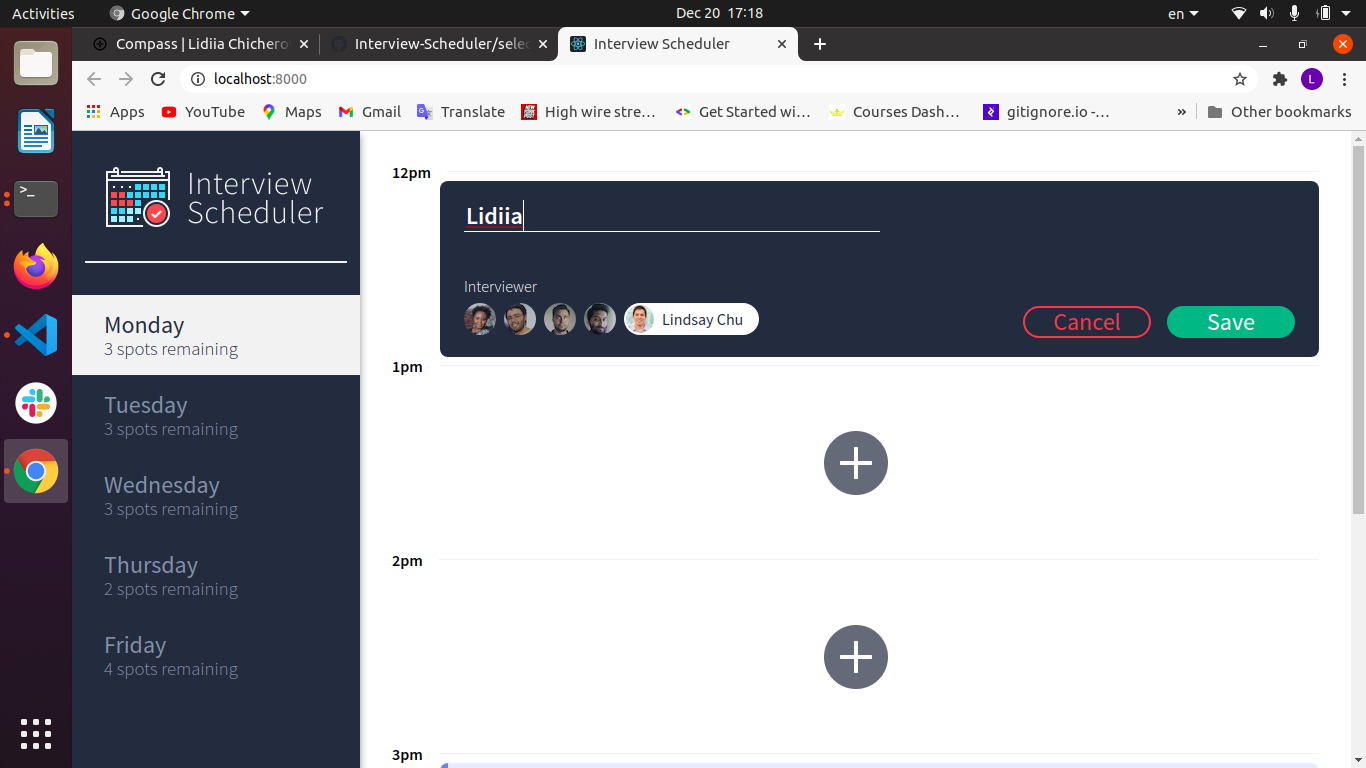 Activities
Google Chrome
Dec 20 17:18
en
Compass | Lidiia Chichero
Interview-Scheduler/sele
Interview Scheduler
localhost:8000
L
Apps
YouTube
Maps
Gmail
Translate
High wire stre…
Get Started wi…
Courses Dash…
gitignore.io -…
»
Other bookmarks
Interview
Scheduler
Monday
3 spots remaining
Tuesday
3 spots remaining
Wednesday
3 spots remaining
Thursday
2 spots remaining
Friday
4 spots remaining
12pm
Lidiia
Interviewer
Lindsay Chu
Cancel
Save
1pm
2pm
3pm